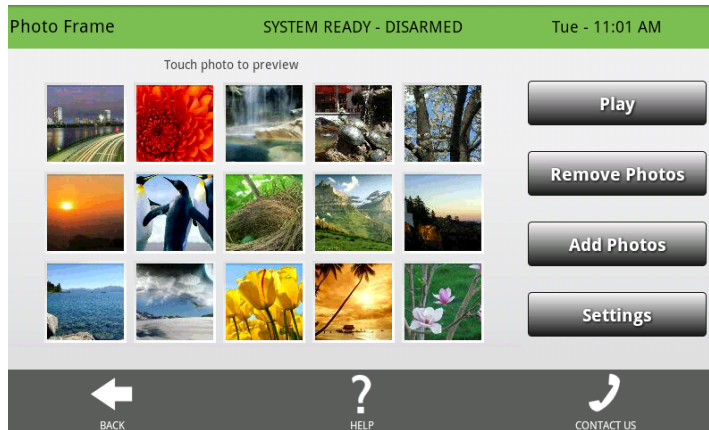 Photo Frame
SYSTEM READY - DISARMED
Tue - 11:01 AM
Touch photo to preview
Play
Remove Photos
Add Photos
Settings
BACK
?
HELP
CONTACT US